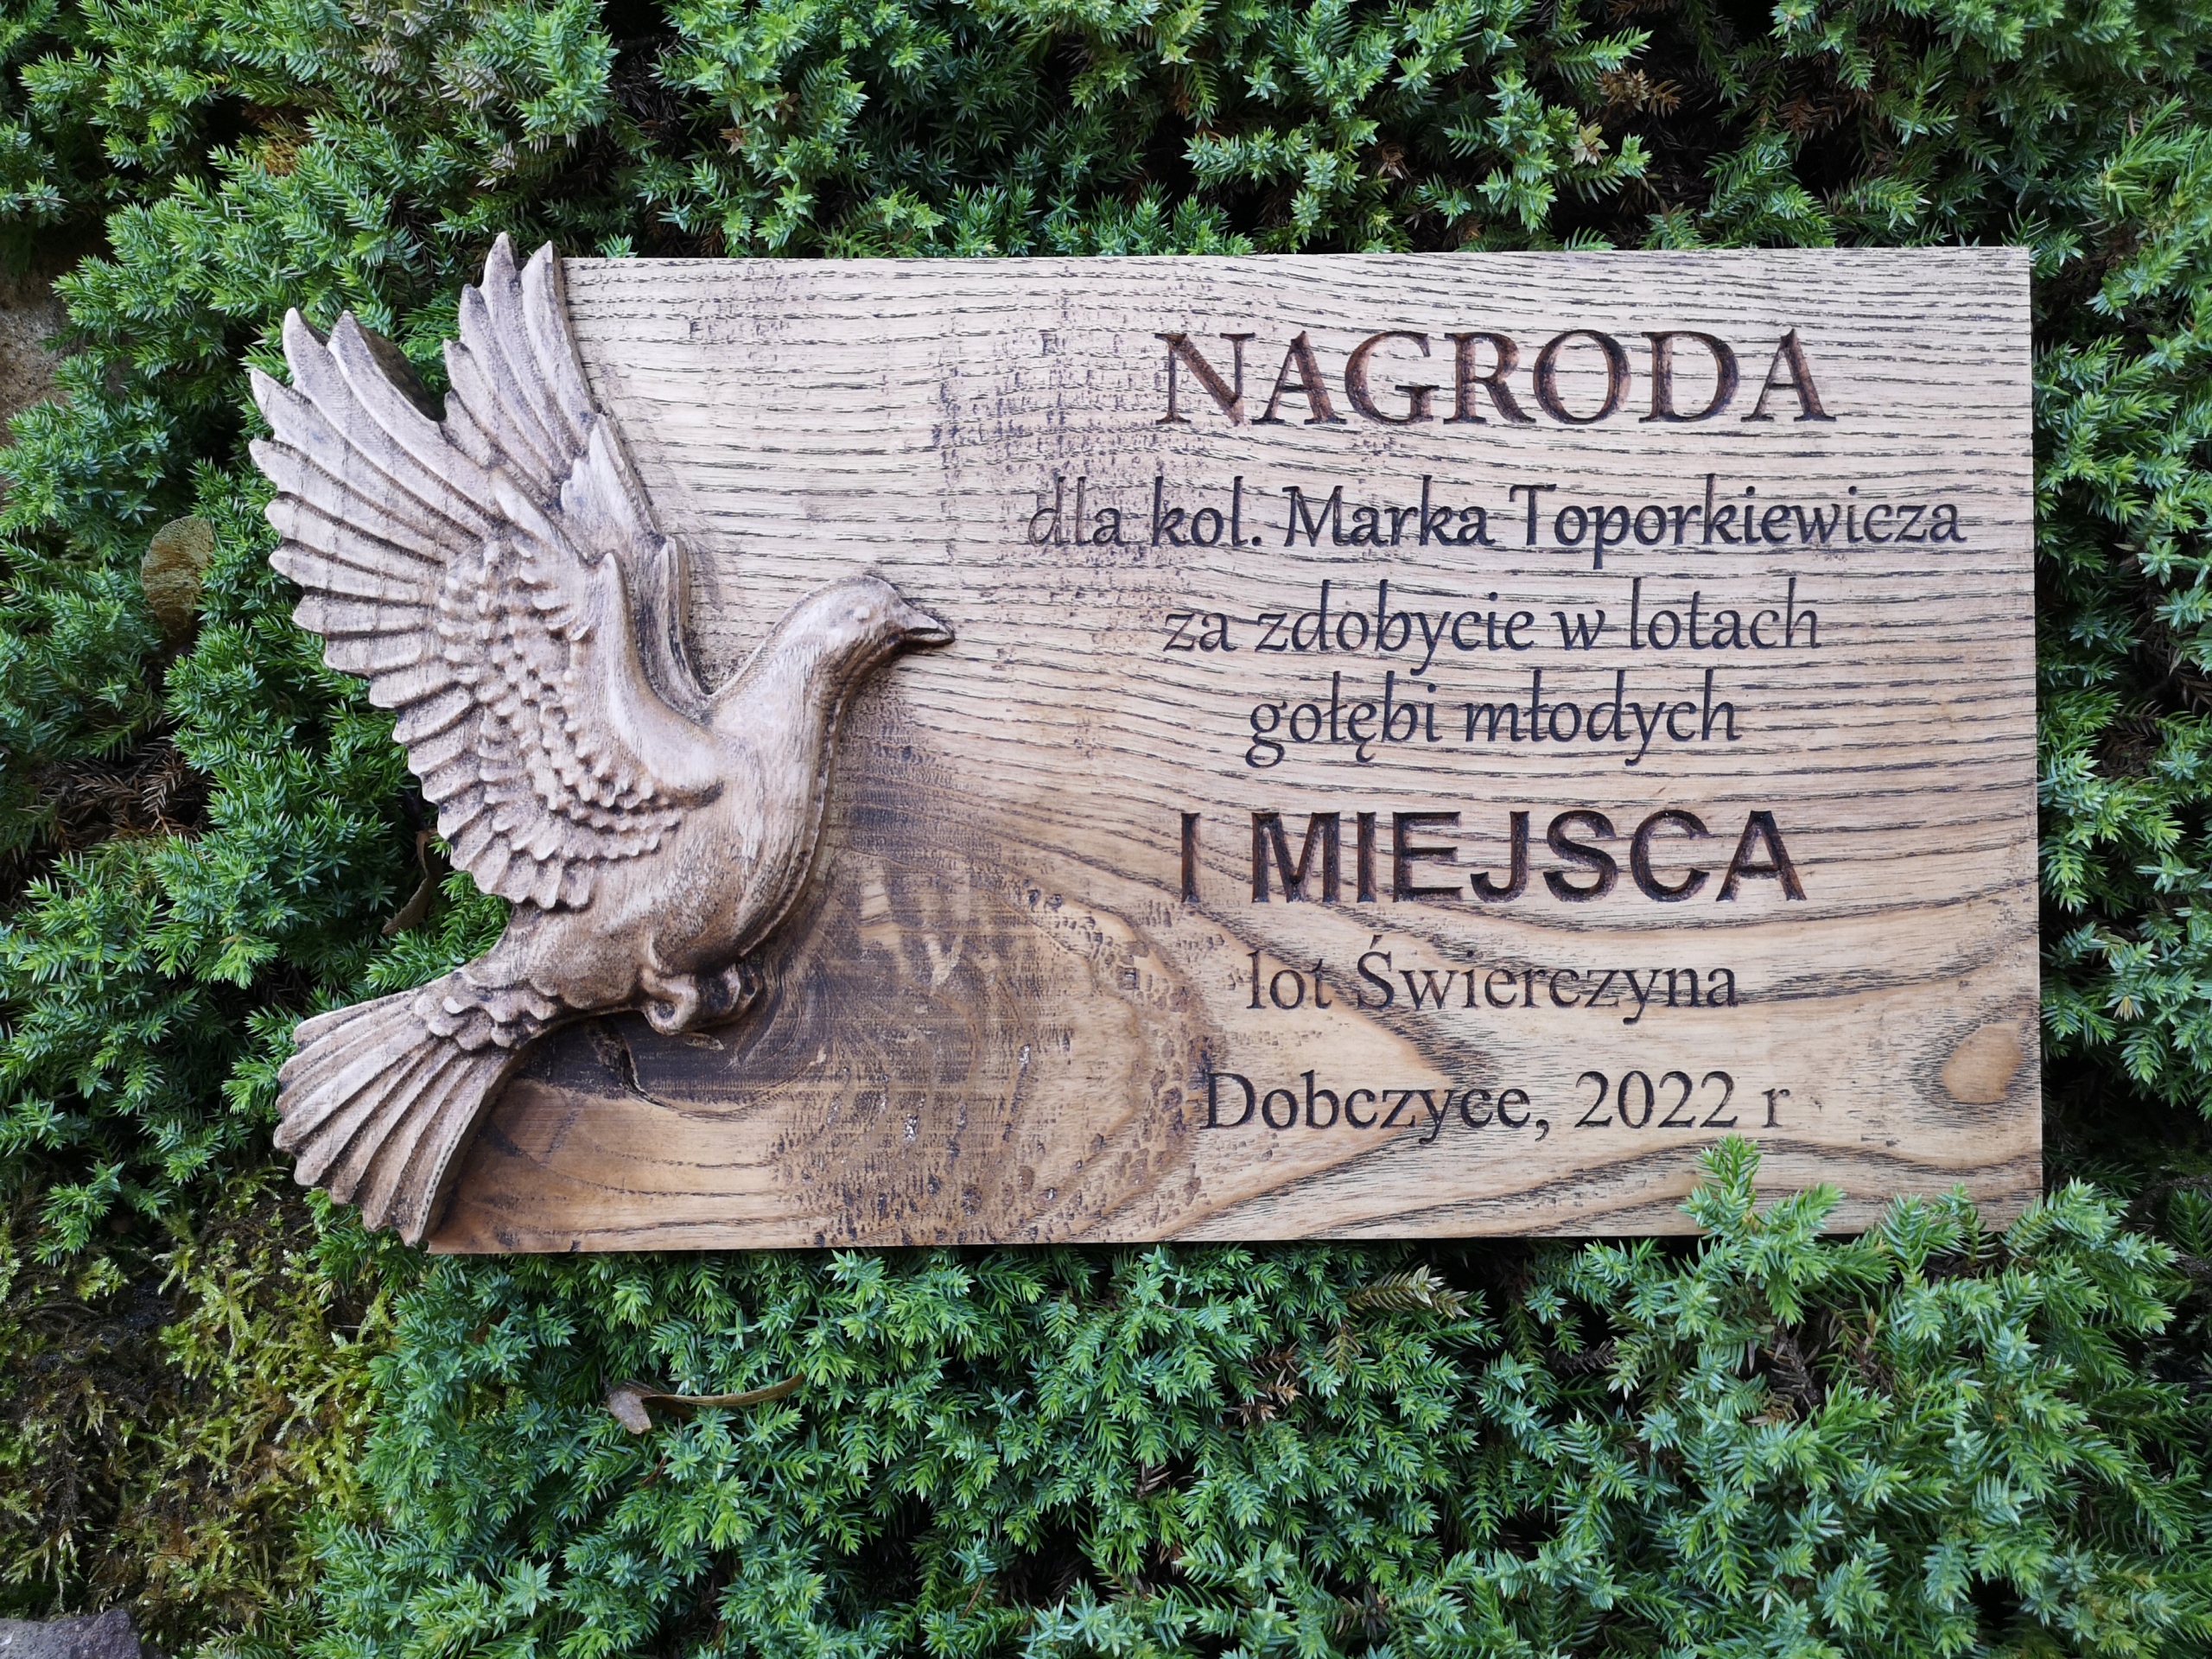 NAGRODA
dla kol. Marka Toporkiewicza
za zdobycie w lotach
gołębi młodych
I MIEJSCA
lot Świerczyna
Dobczyce, 2022 r